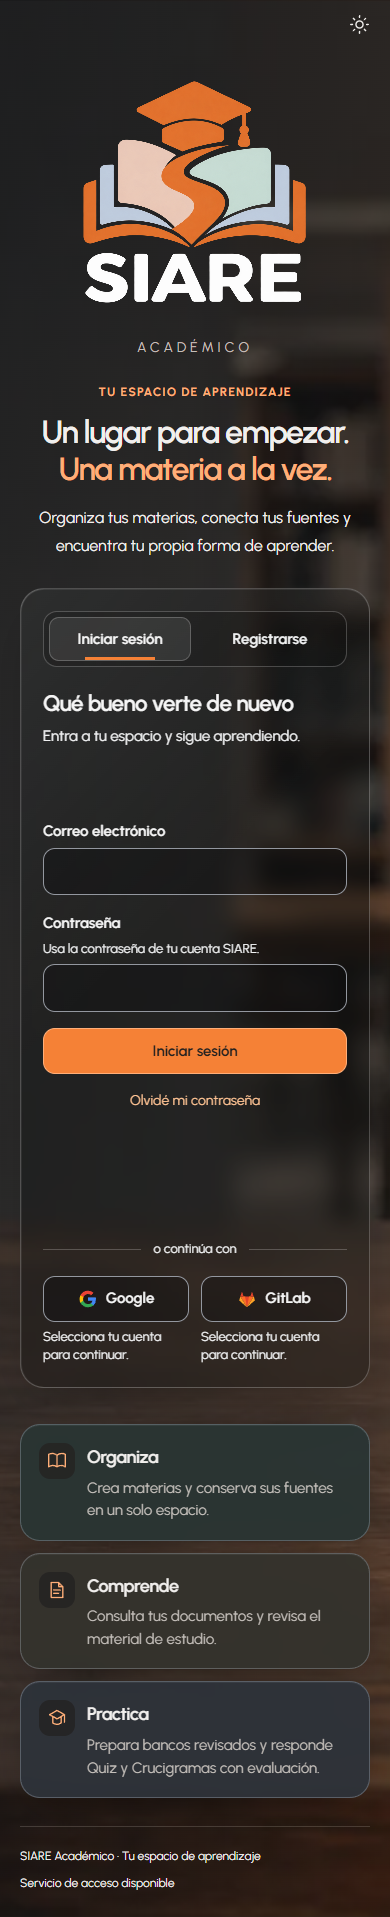 SIARE
ACADÉMICO
TU ESPACIO DE APRENDIZAJE
Un lugar para empezar.
Una materia a la vez.
Organiza tus materias, conecta tus fuentes y
encuentra tu propia forma de aprender.
Iniciar sesión
Registrarse
Qué bueno verte de nuevo
Entra a tu espacio y sigue aprendiendo.
Correo electrónico
Contraseña
Usa la contraseña de tu cuenta SIARE.
Iniciar sesión
Olvidé mi contraseña
o continúa con
Google
GitLab
Selecciona tu cuenta
para continuar.
Selecciona tu cuenta
para continuar.
Organiza
Crea materias y conserva sus fuentes
en un solo espacio.
Comprende
Consulta tus documentos y revisa el
material de estudio.
Practica
Prepara bancos revisados y responde
Quiz y Crucigramas con evaluación.
SIARE Académico · Tu espacio de aprendizaje
Servicio de acceso disponible